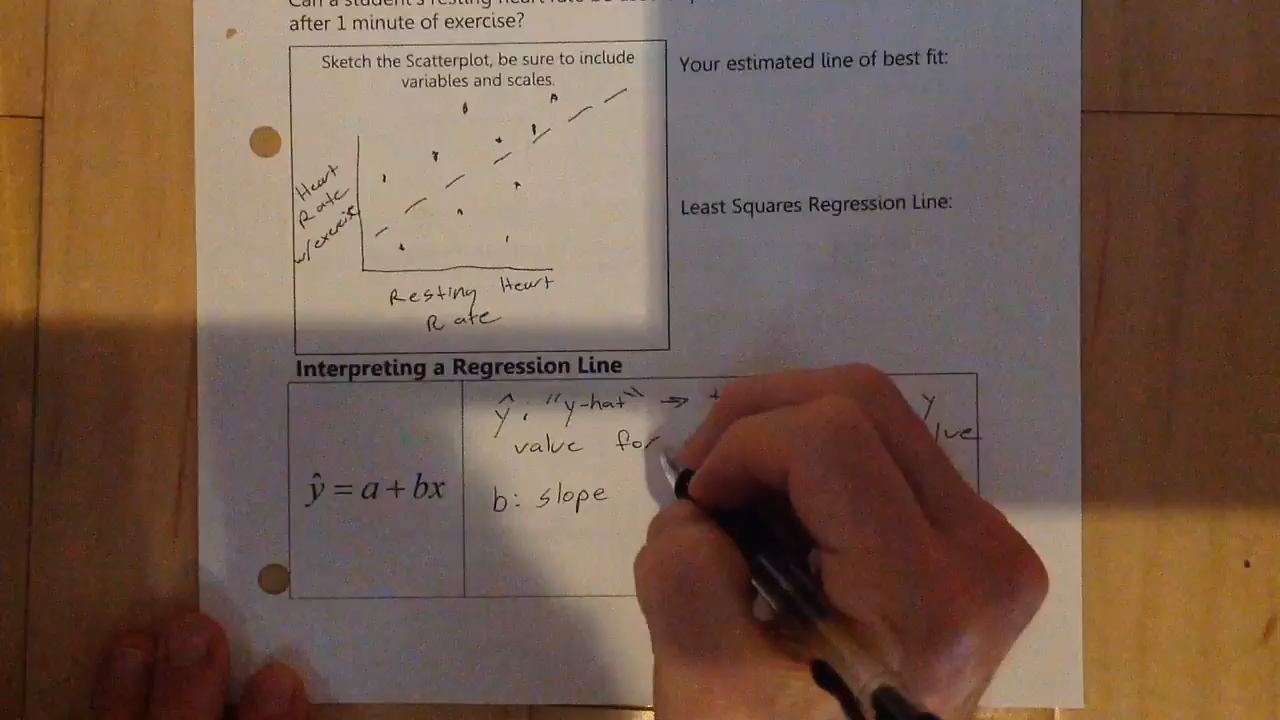 after 1 minute of exercise?
Sketch the Scatterplot, be sure to include
variables and scales.
Heart
Rate
w/exercise
Resting Heart
Rate
Your estimated line of best fit:
Least Squares Regression Line:
Interpreting a Regression Line
ŷ = a + bx
ŷ: "y-hat" → y
value for
b: slope